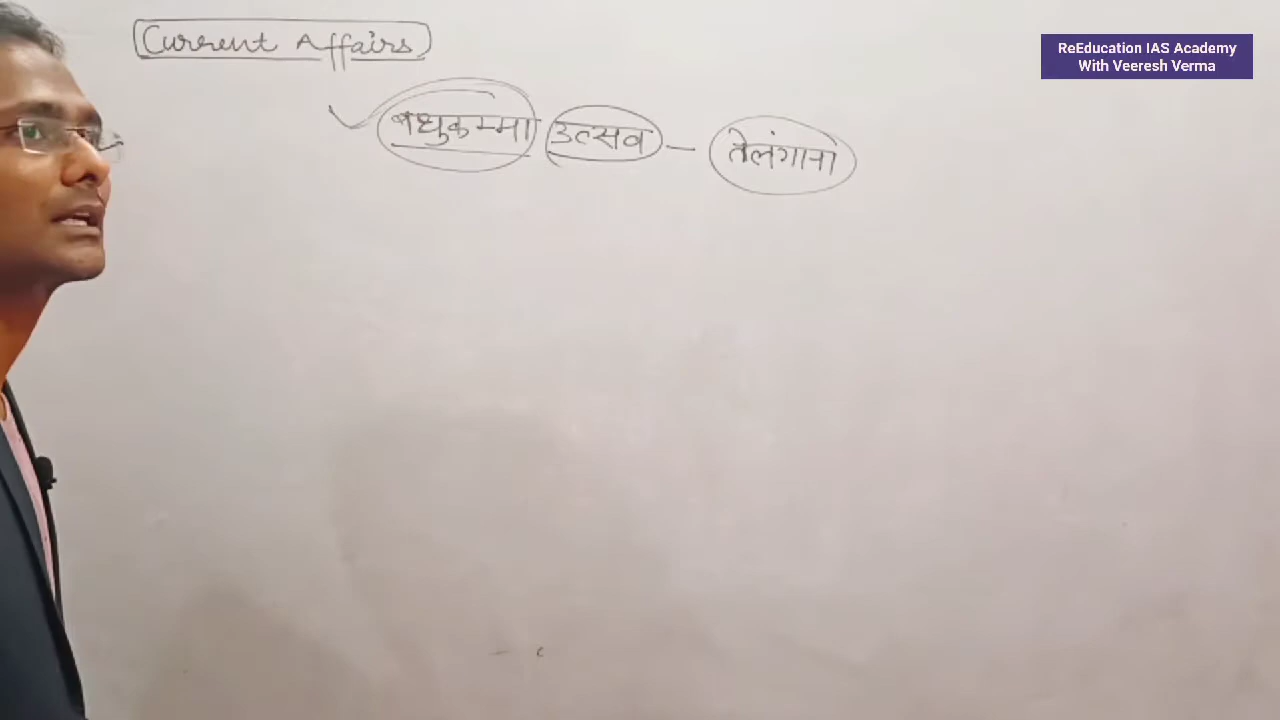 Current Affairs
ReEducation IAS Academy
With Veeresh Verma
बथुकम्मा उत्सव – तेलंगाना